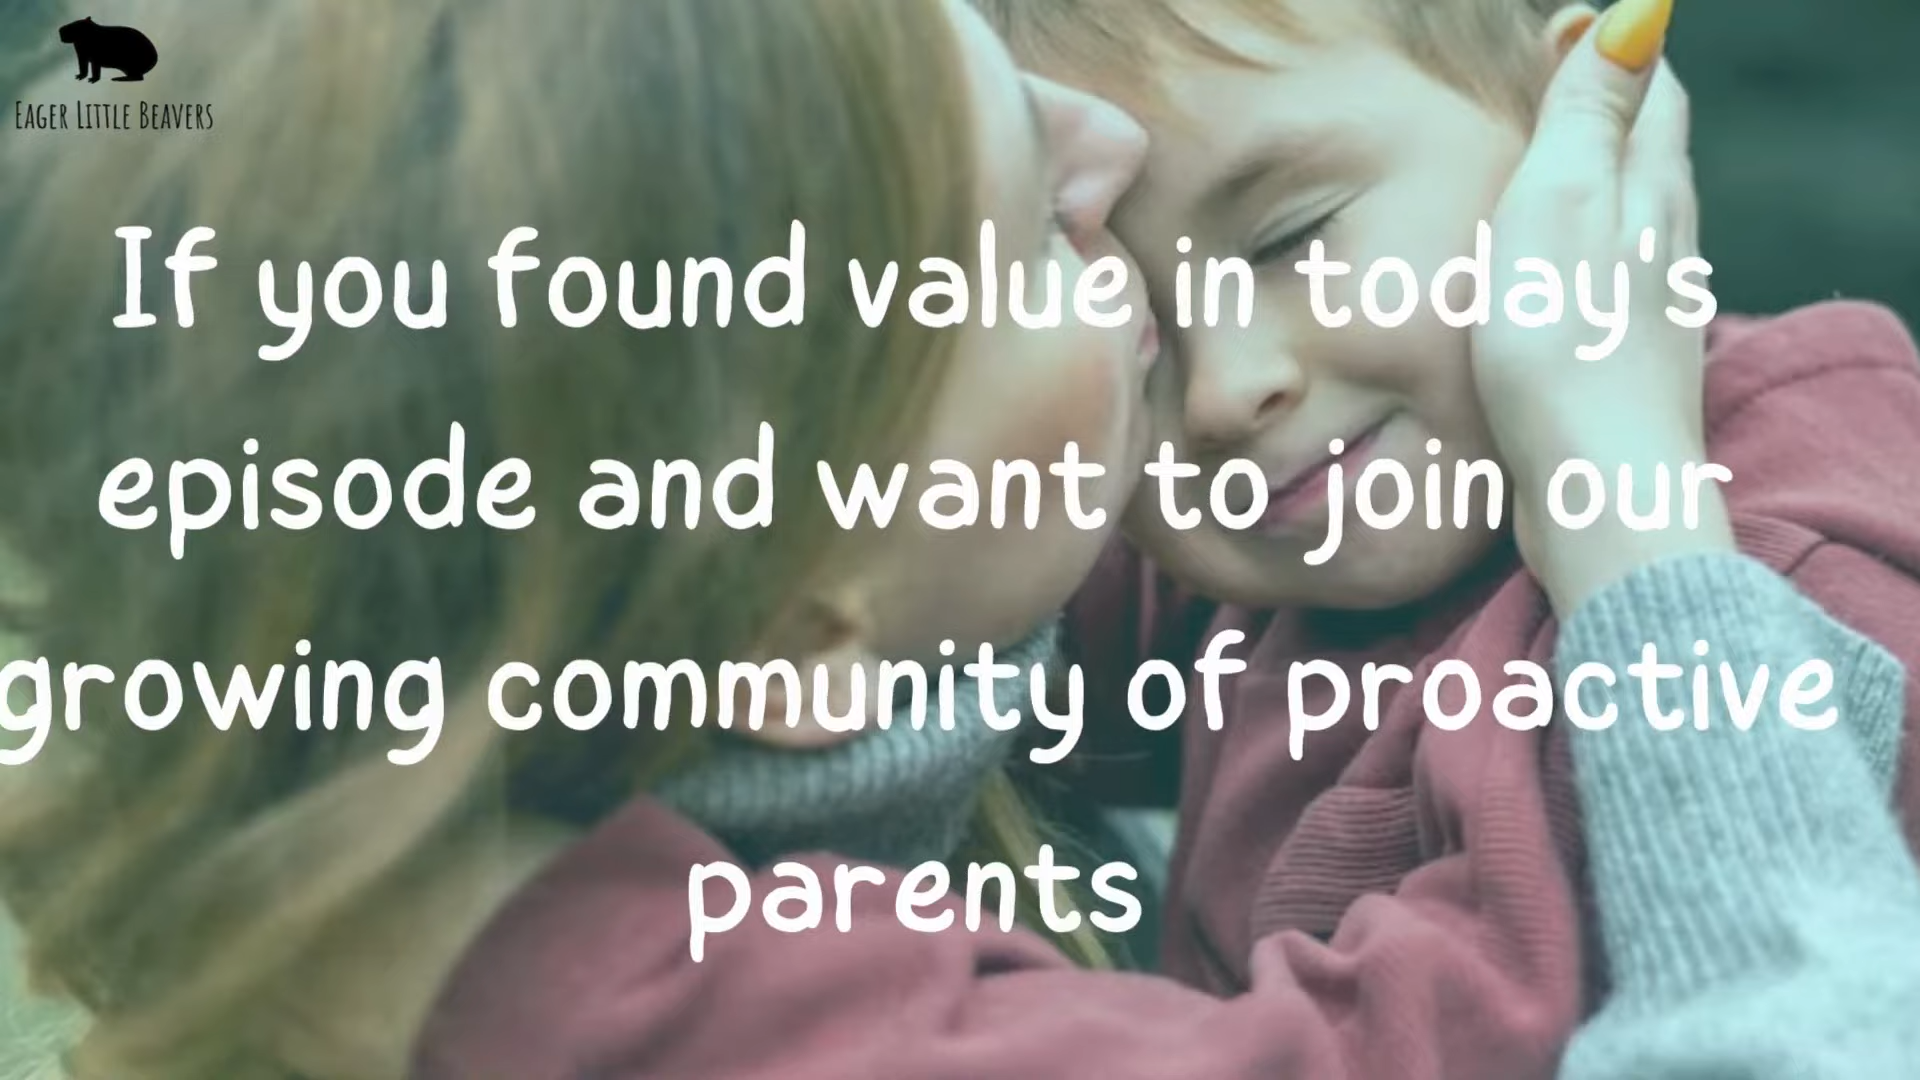 EAGER LITTLE BEAVERS
If you found value in today's
episode and want to join our
growing community of proactive
parents